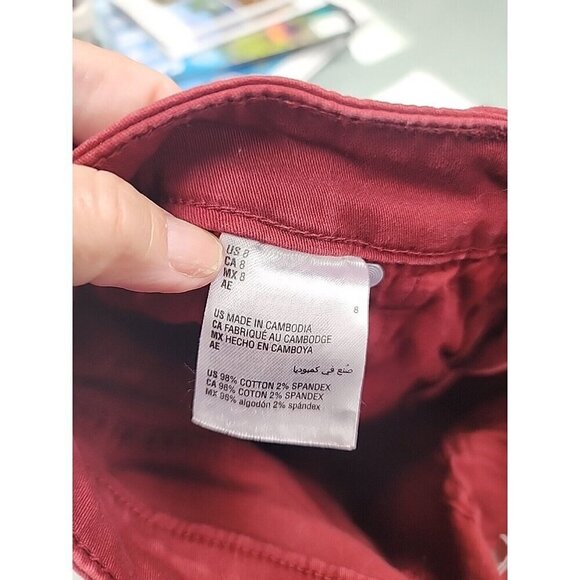 US 8
CA 8
MX 8
AE
8
US MADE IN CAMBODIA
CA FABRIQUÉ AU CAMBODGE
MX HECHO EN CAMBOYA
AE
صنع في كمبوديا
US 98% COTTON 2% SPANDEX
CA 98% COTON 2% SPANDEX
MX 98% algodón 2% spándex